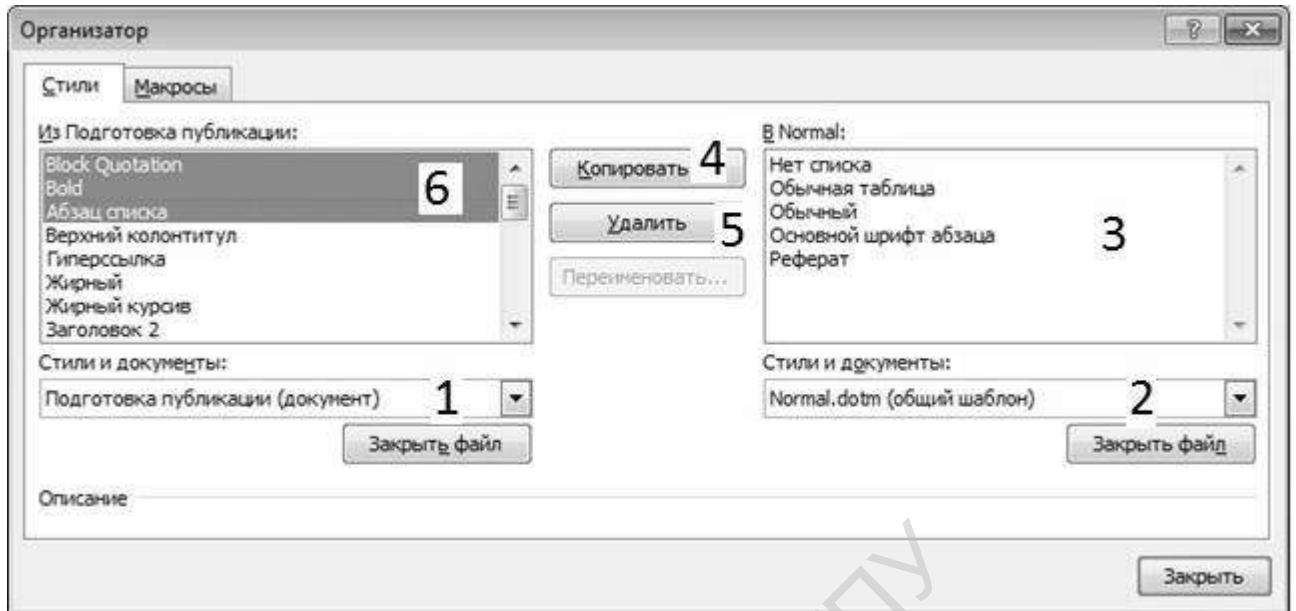 Организатор
Стили Макросы
Из Подготовка публикации:
Block Quotation
Bold
Абзац списка
Верхний колонтитул
Гиперссылка
Жирный
Жирный курсив
Заголовок 2
6
Копировать 4
Удалить 5
Переименовать...
В Normal:
Нет списка
Обычная таблица
Обычный
Основной шрифт абзаца
Реферат
3
Стили и документы:
Подготовка публикации (документ) 1
Закрыть файл
Стили и документы:
Normal.dotm (общий шаблон) 2
Закрыть файл
Описание
Закрыть